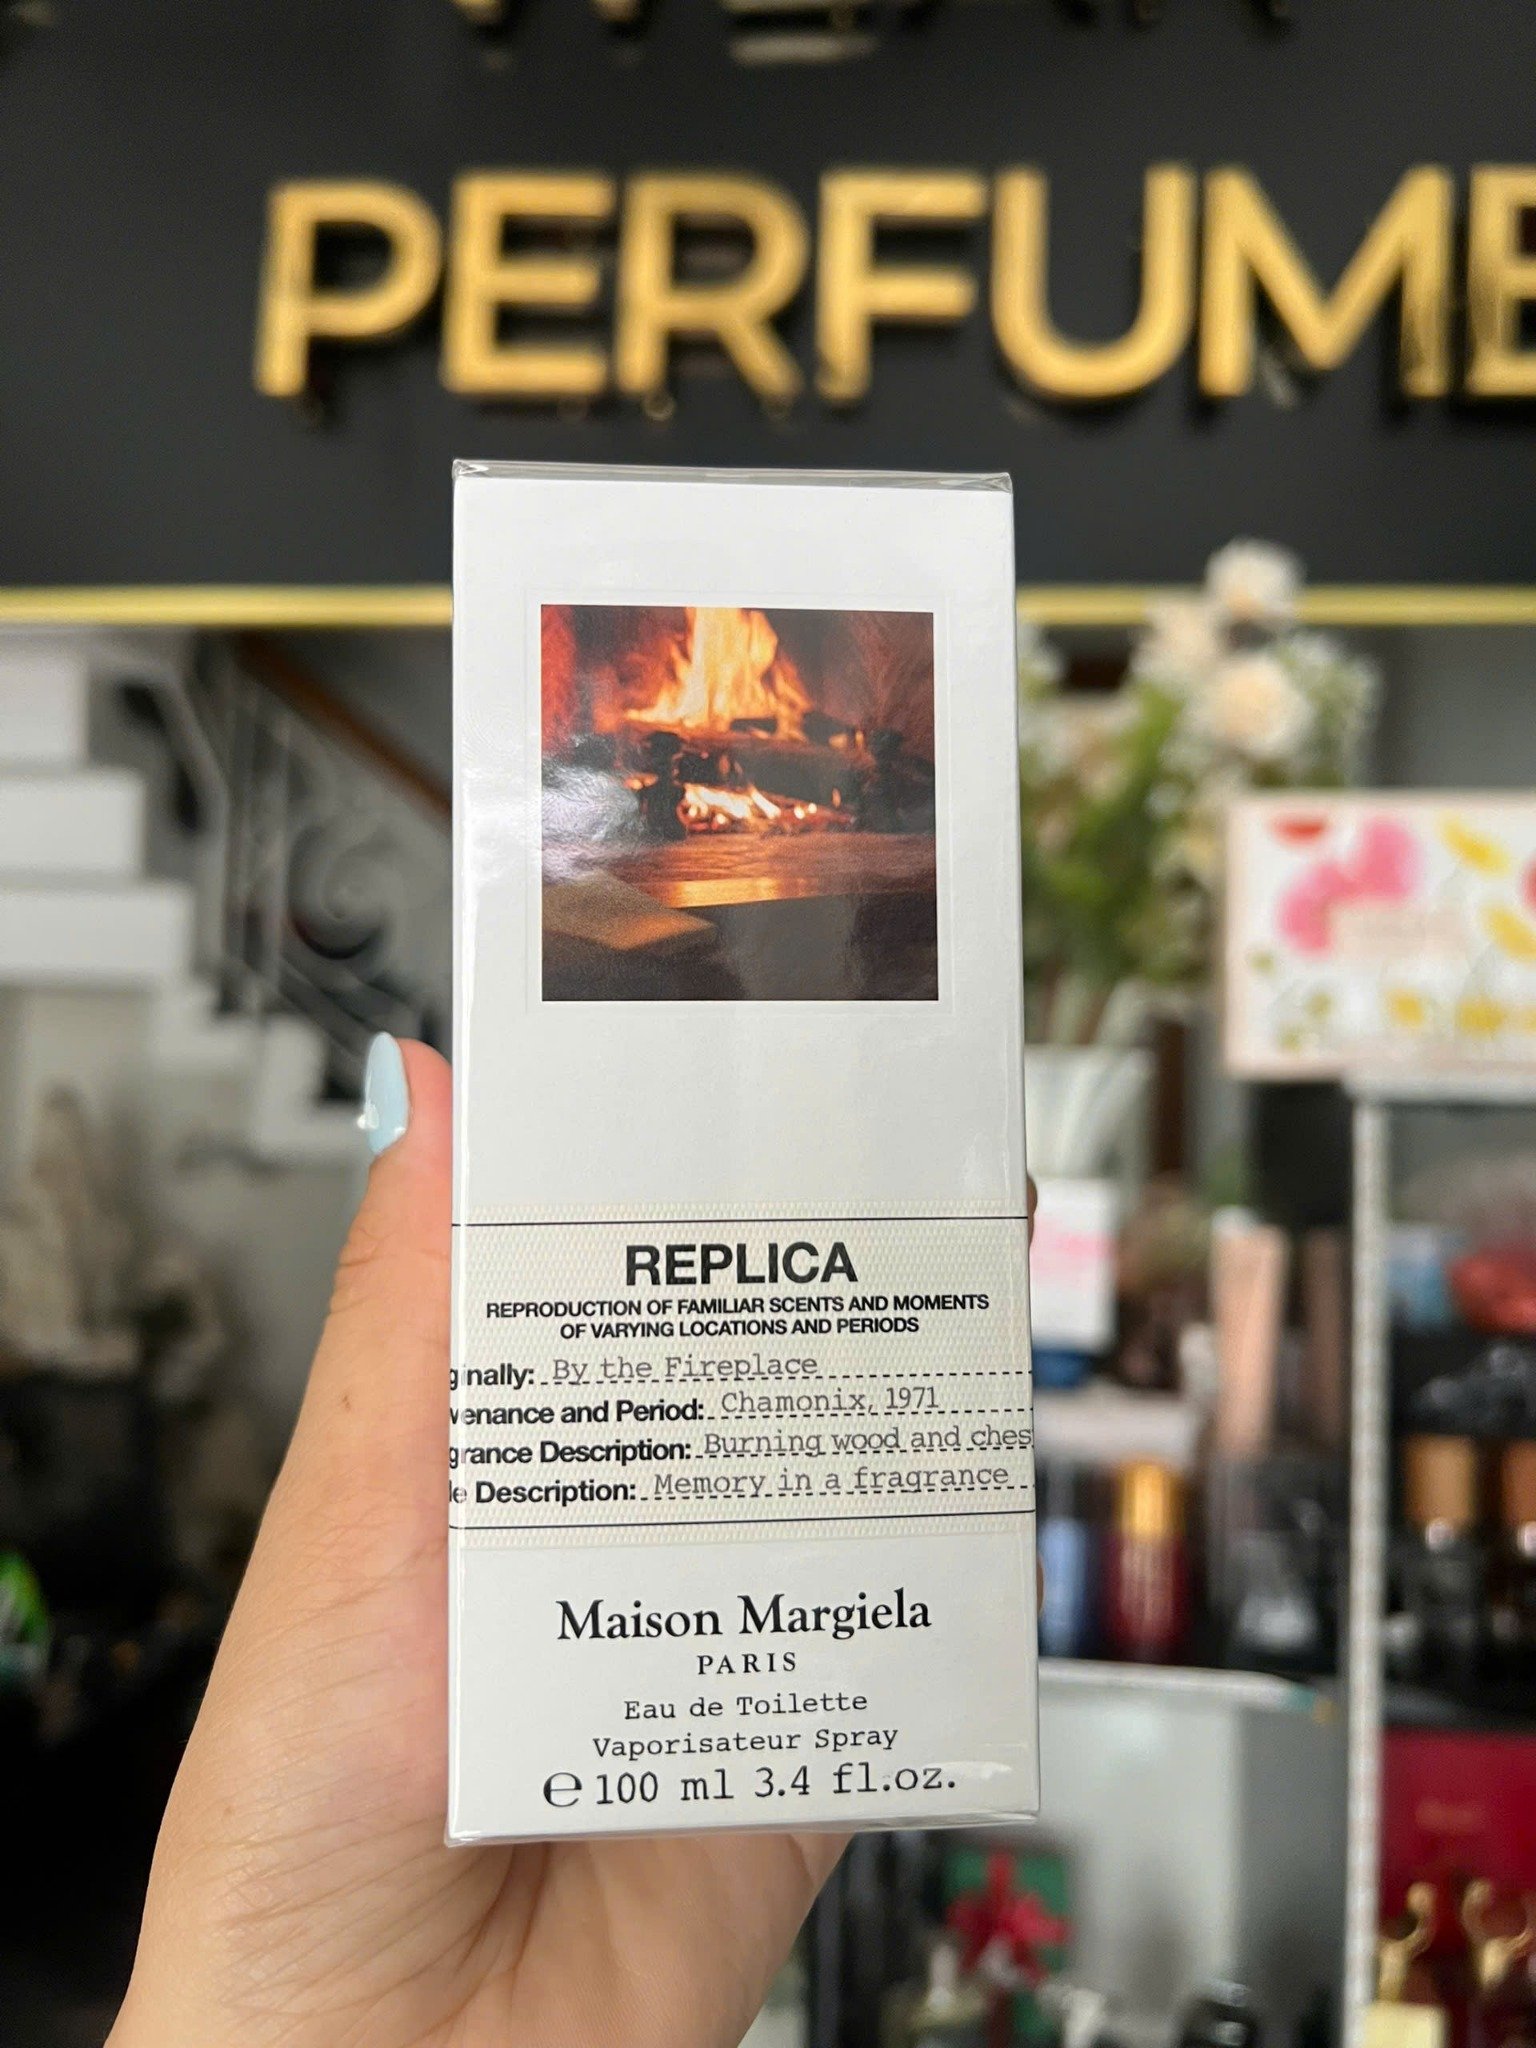 PERFUME
REPLICA
REPRODUCTION OF FAMILIAR SCENTS AND MOMENTS
OF VARYING LOCATIONS AND PERIODS
ginally: By the Fireplace
venance and Period: Chamonix, 1971
grance Description: Burning wood and ches
le Description: Memory in a fragrance
Maison Margiela
PARIS
Eau de Toilette
Vaporisateur Spray
℮ 100 ml 3.4 fl.oz.